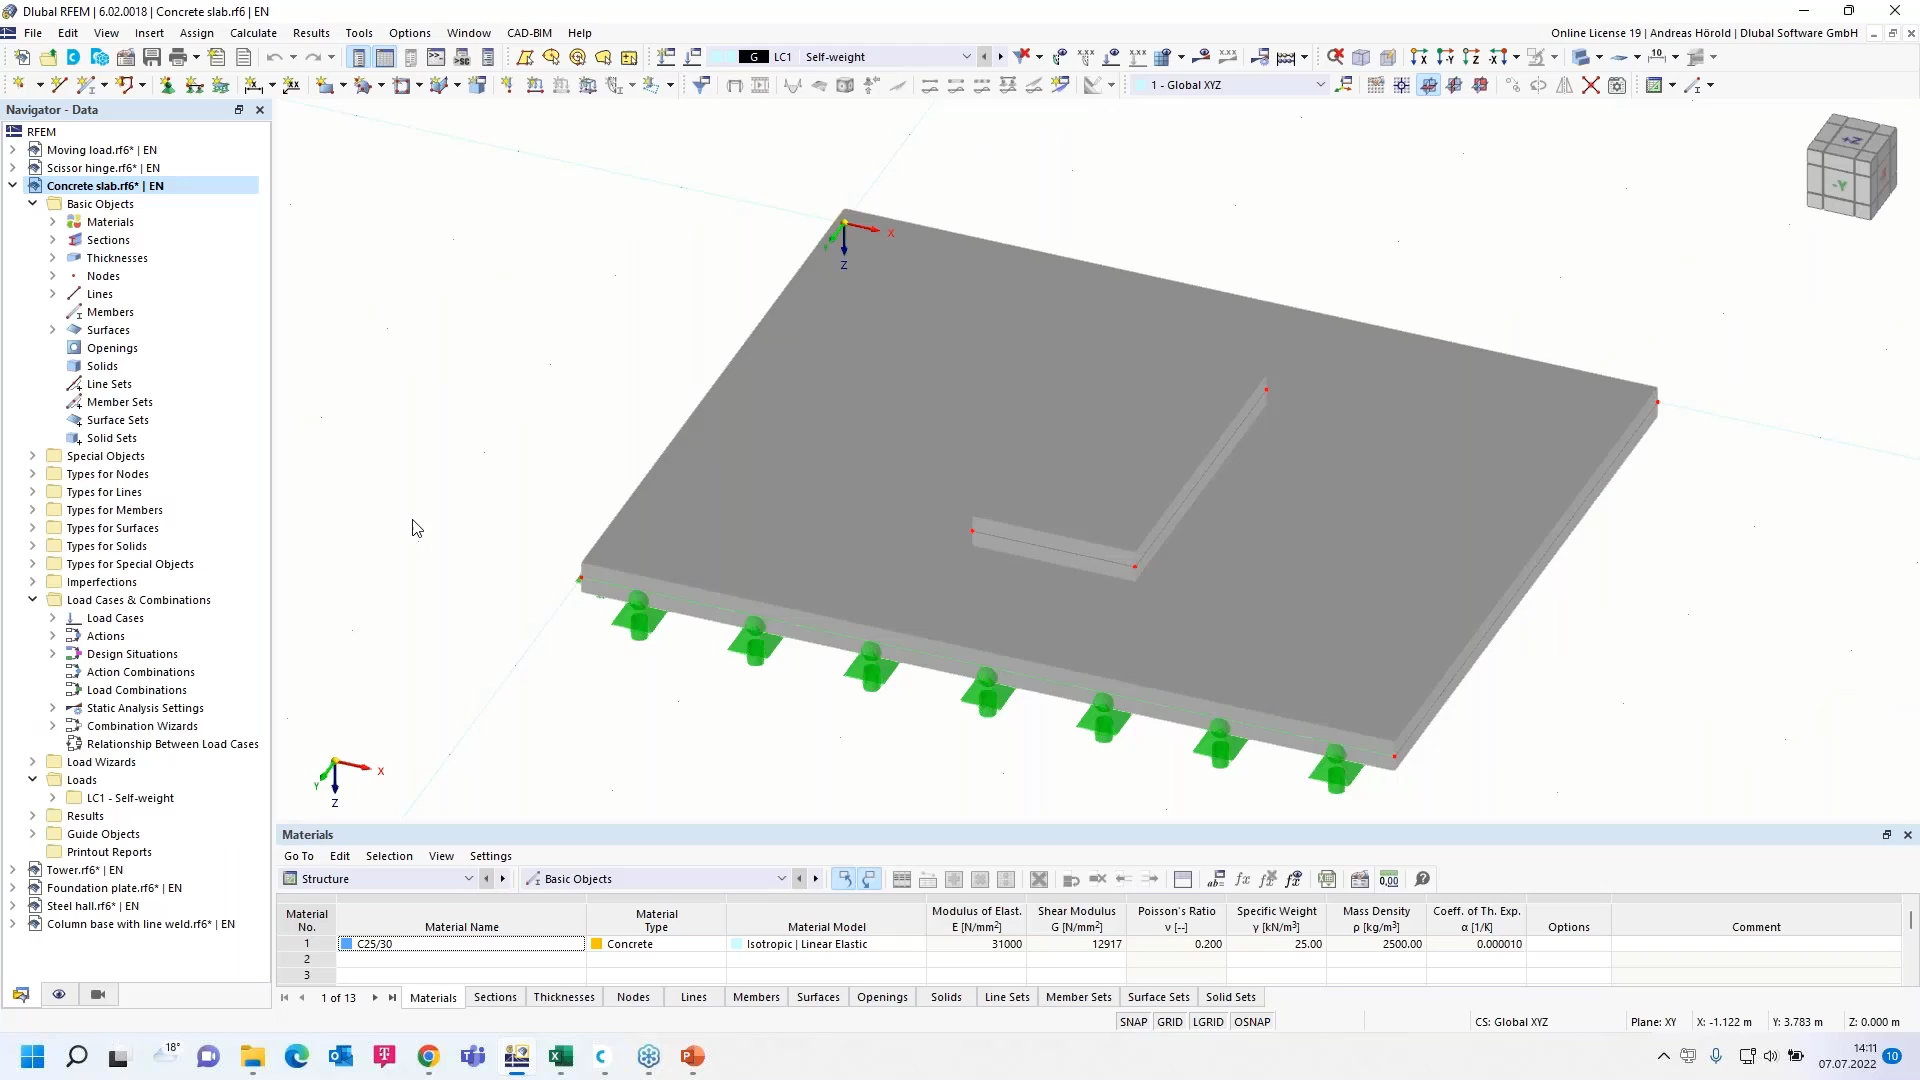 Dlubal RFEM | 6.02.0018 | Concrete slab.rf6 | EN
File Edit View Insert Assign Calculate Results Tools Options Window CAD-BIM Help
Online License 19 | Andreas Hörold | Dlubal Software GmbH
G LC1 Self-weight
1 - Global XYZ
Navigator - Data
RFEM
Moving load.rf6* | EN
Scissor hinge.rf6* | EN
Concrete slab.rf6* | EN
Basic Objects
Materials
Sections
Thicknesses
Nodes
Lines
Members
Surfaces
Openings
Solids
Line Sets
Member Sets
Surface Sets
Solid Sets
Special Objects
Types for Nodes
Types for Lines
Types for Members
Types for Surfaces
Types for Solids
Types for Special Objects
Imperfections
Load Cases & Combinations
Load Cases
Actions
Design Situations
Action Combinations
Load Combinations
Static Analysis Settings
Combination Wizards
Relationship Between Load Cases
Load Wizards
Loads
LC1 - Self-weight
Results
Guide Objects
Printout Reports
Tower.rf6* | EN
Foundation plate.rf6* | EN
Steel hall.rf6* | EN
Column base with line weld.rf6* | EN
+Z
-Y
X
Y
Z
X
Y
Z
Materials
Go To Edit Selection View Settings
Structure
Basic Objects
Material No.
Material Name
Material Type
Material Model
Modulus of Elast. E [N/mm²]
Shear Modulus G [N/mm²]
Poisson's Ratio ν [--]
Specific Weight γ [kN/m³]
Mass Density ρ [kg/m³]
Coeff. of Th. Exp. α [1/K]
Options
Comment
1 C25/30 Concrete Isotropic | Linear Elastic 31000 12917 0.200 25.00 2500.00 0.000010
2
3
1 of 13 Materials Sections Thicknesses Nodes Lines Members Surfaces Openings Solids Line Sets Member Sets Surface Sets Solid Sets
SNAP GRID LGRID OSNAP
CS: Global XYZ
Plane: XY
X: -1.122 m
Y: 3.783 m
Z: 0.000 m
18°
14:11
07.07.2022
10